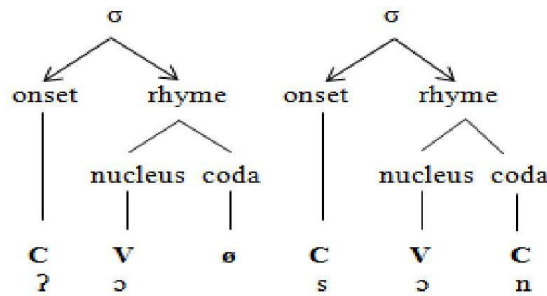 σ σ
onset rhyme onset rhyme
nucleus coda nucleus coda
C V ø C V C
ʔ ɔ s ɔ n